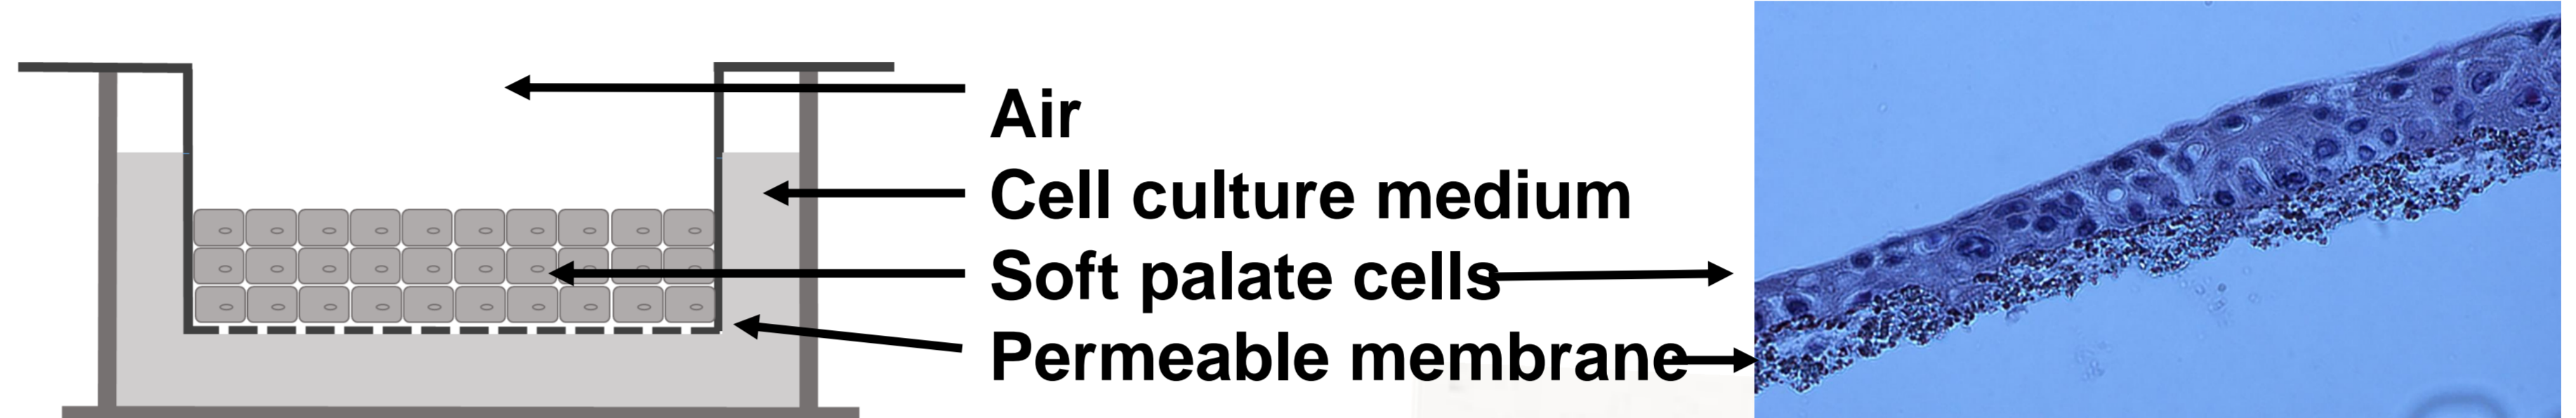 Air
Cell culture medium
Soft palate cells
Permeable membrane